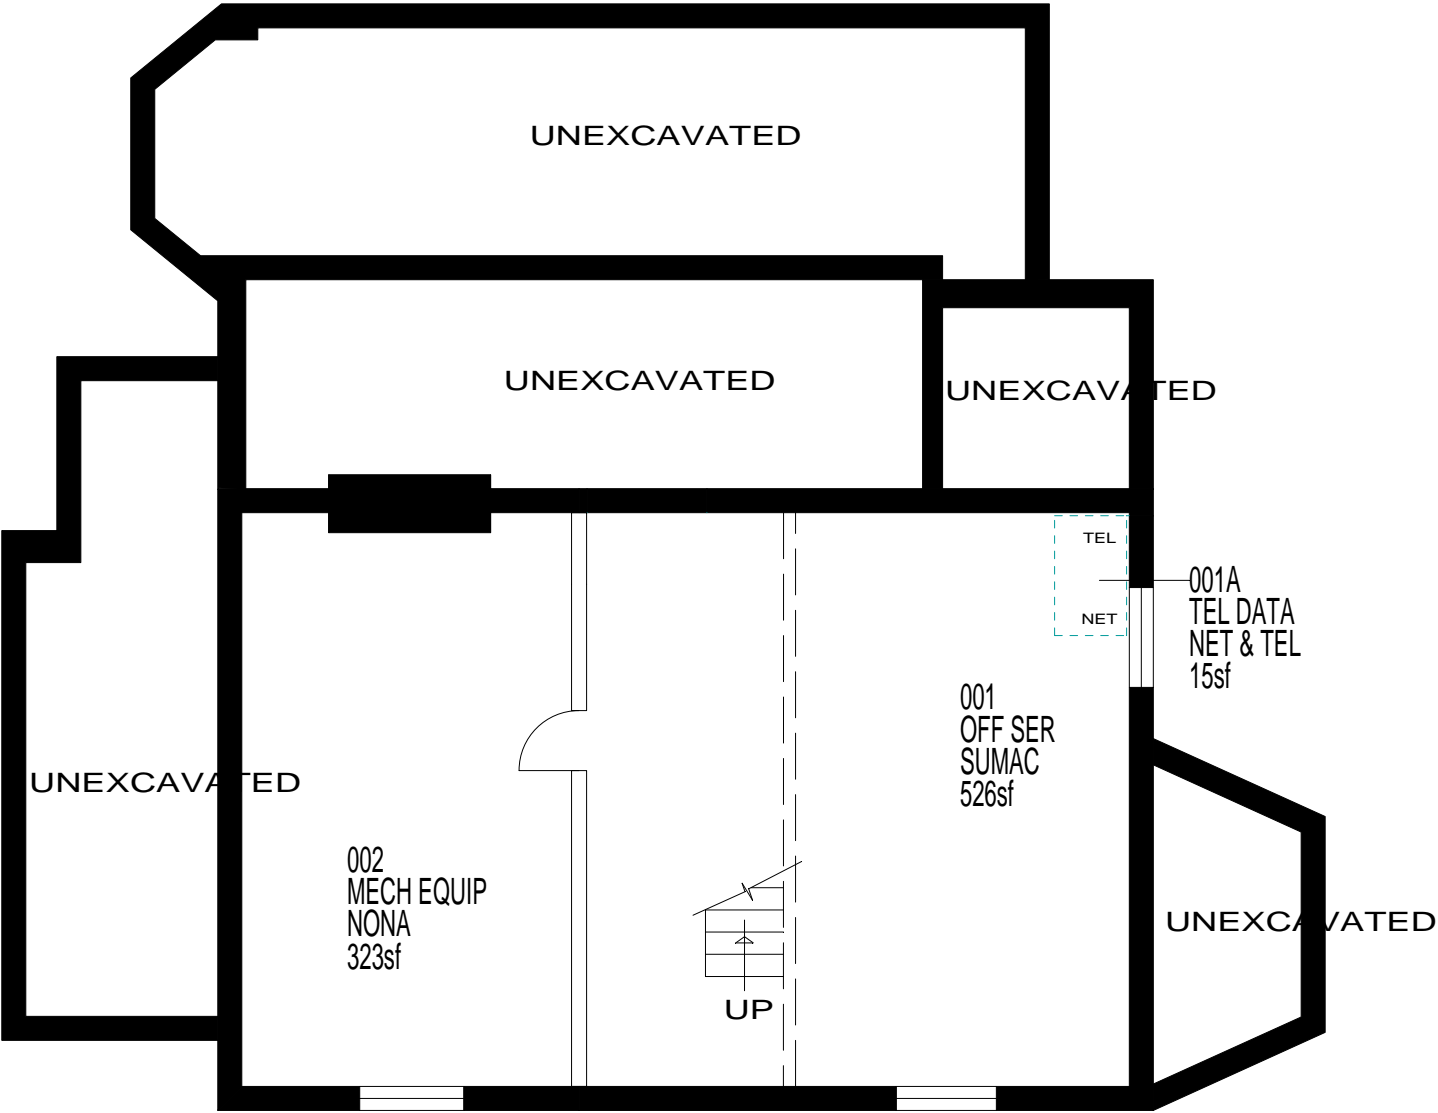 UNEXCAVATED
UNEXCAVATED
UNEXCAVATED
TEL
NET
001A
TEL DATA
NET & TEL
15sf
001
OFF SER
SUMAC
526sf
UNEXCAVATED
002
MECH EQUIP
NONA
323sf
UNEXCAVATED
UP